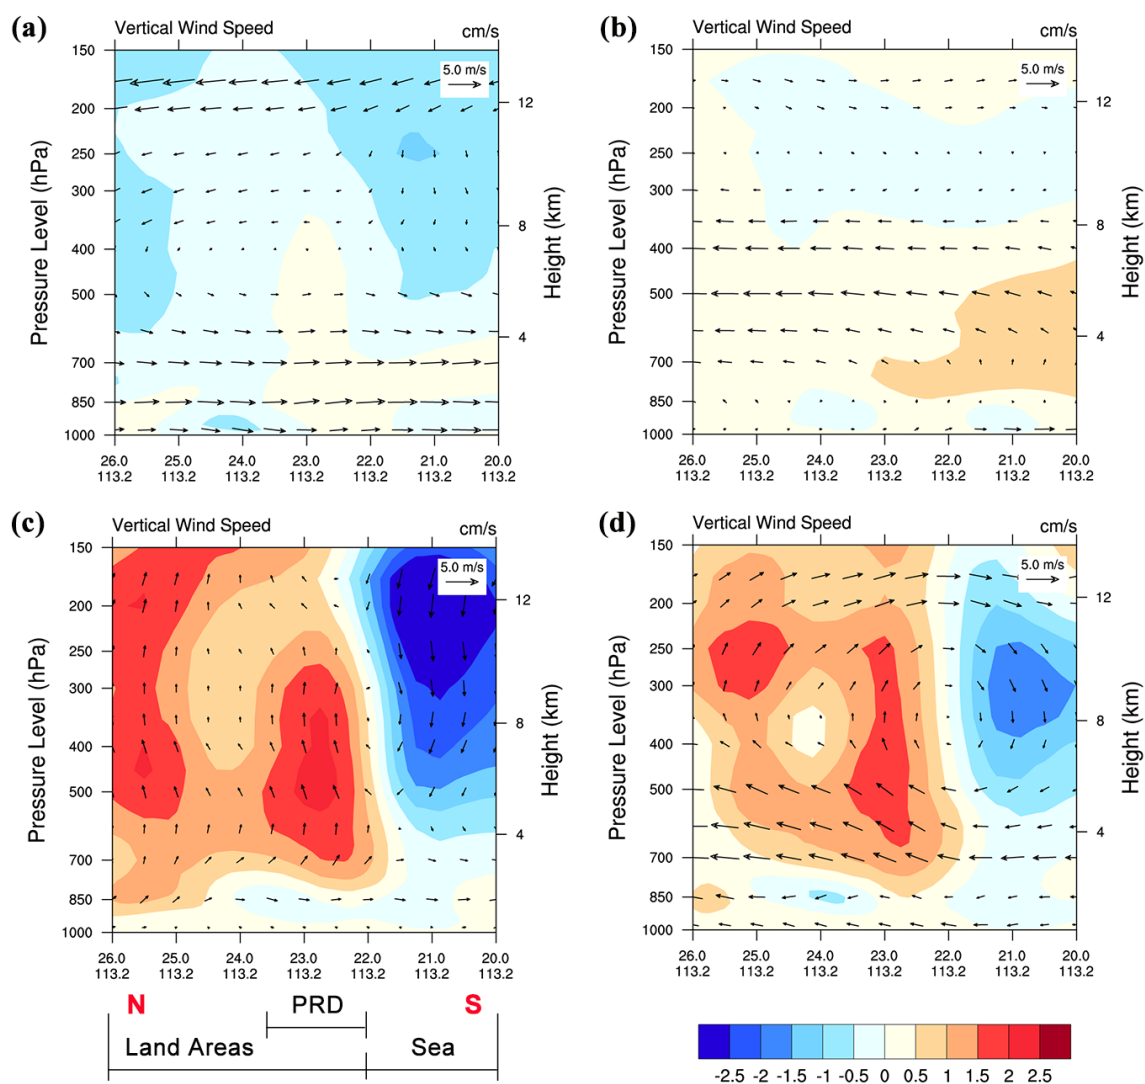 (a)
Vertical Wind Speed
cm/s
5.0 m/s
150
200
250
300
400
500
700
850
1000
Pressure Level (hPa)
12
8
4
Height (km)
26.0 25.0 24.0 23.0 22.0 21.0 20.0
113.2 113.2 113.2 113.2 113.2 113.2 113.2
(b)
Vertical Wind Speed
cm/s
5.0 m/s
150
200
250
300
400
500
700
850
1000
Pressure Level (hPa)
12
8
4
Height (km)
26.0 25.0 24.0 23.0 22.0 21.0 20.0
113.2 113.2 113.2 113.2 113.2 113.2 113.2
(c)
Vertical Wind Speed
cm/s
5.0 m/s
150
200
250
300
400
500
700
850
1000
Pressure Level (hPa)
12
8
4
Height (km)
26.0 25.0 24.0 23.0 22.0 21.0 20.0
113.2 113.2 113.2 113.2 113.2 113.2 113.2
(d)
Vertical Wind Speed
cm/s
5.0 m/s
150
200
250
300
400
500
700
850
1000
Pressure Level (hPa)
12
8
4
Height (km)
26.0 25.0 24.0 23.0 22.0 21.0 20.0
113.2 113.2 113.2 113.2 113.2 113.2 113.2
N PRD S
Land Areas Sea
-2.5 -2 -1.5 -1 -0.5 0 0.5 1 1.5 2 2.5